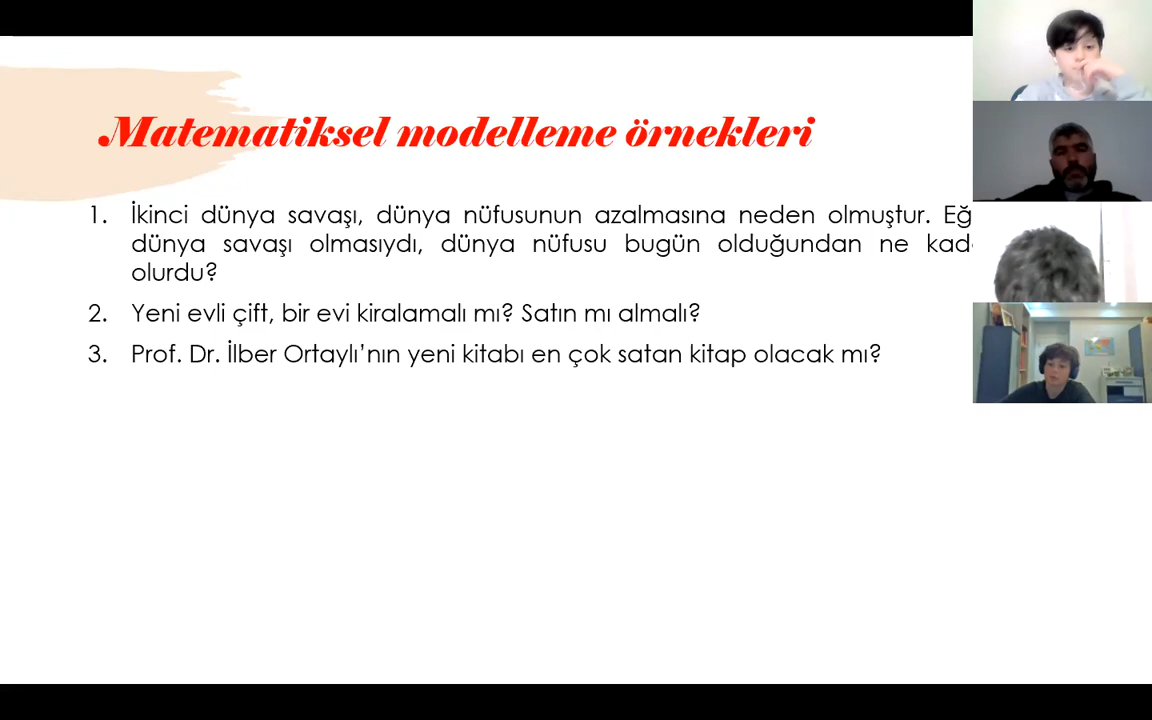 Matematiksel modelleme örnekleri
1. İkinci dünya savaşı, dünya nüfusunun azalmasına neden olmuştur.
dünya savaşı olmasıydı, dünya nüfusu bugün olduğundan ne
olurdu?
2. Yeni evli çift, bir evi kiralamalı mı? Satın mı almalı?
3. Prof. Dr. İlber Ortaylı'nın yeni kitabı en çok satan kitap olacak mı?